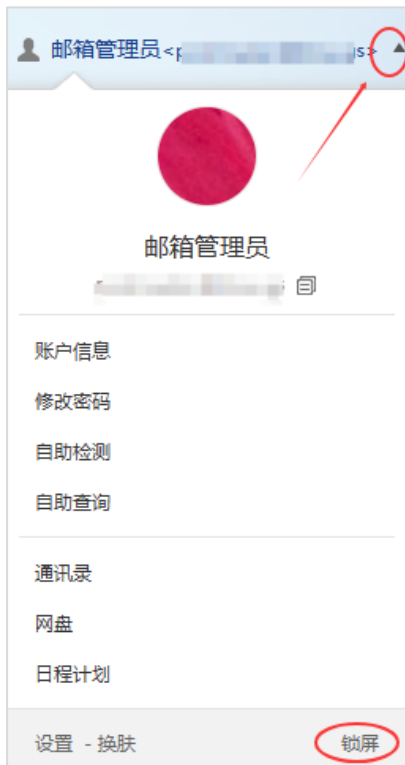 邮箱管理员<
邮箱管理员
账户信息
修改密码
自助检测
自助查询
通讯录
网盘
日程计划
设置 - 换肤 锁屏